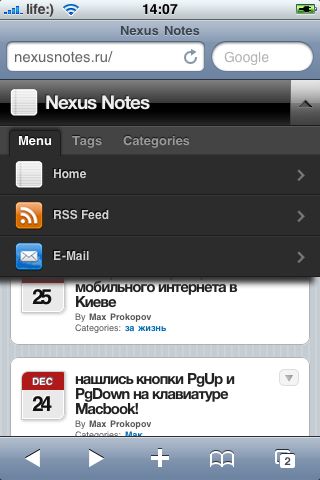 life:) 14:07
Nexus Notes
nexusnotes.ru/ Google
Nexus Notes
Menu Tags Categories
Home
RSS Feed
E-Mail
25
мобильного интернета в
Киеве
By Max Prokopov
Categories: за жизнь
DEC
24
нашлись кнопки PgUp и
PgDown на клавиатуре
Macbook!
By Max Prokopov
Categories: Мак
2